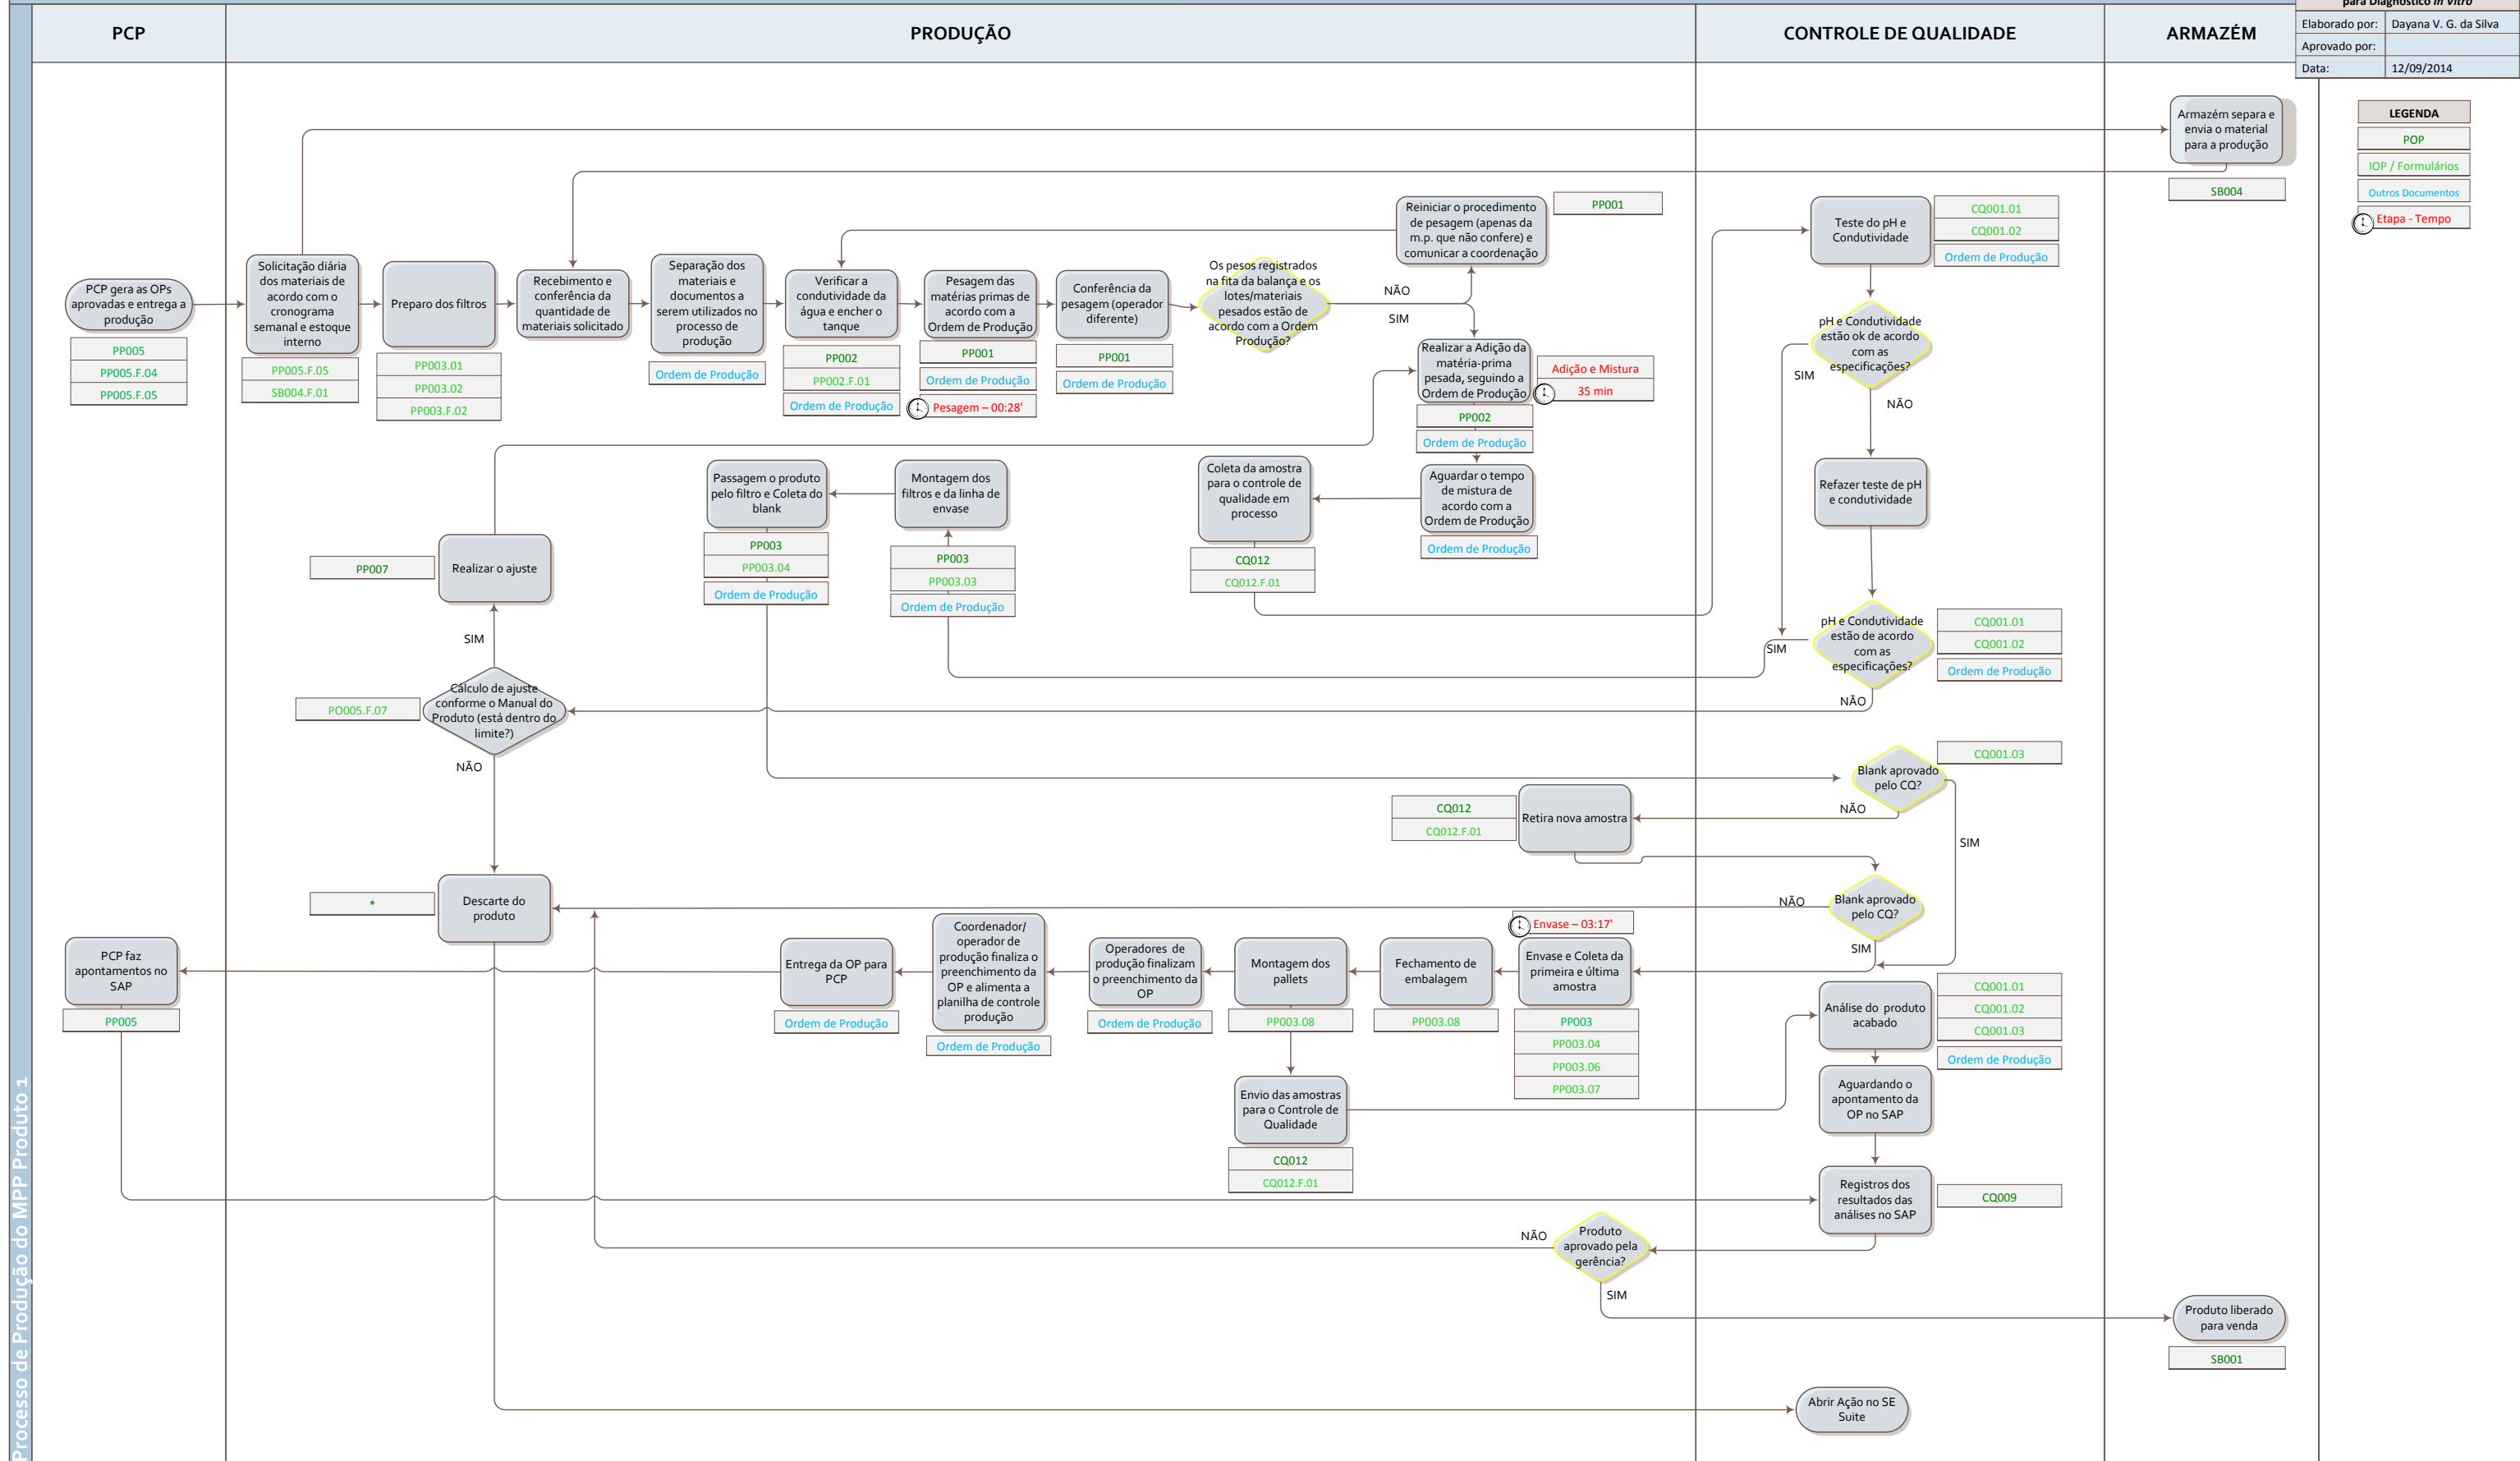 para Diagnóstico In Vitro
Elaborado por: Dayana V. G. da Silva
Aprovado por:
Data: 12/09/2014
PCP
PRODUÇÃO
CONTROLE DE QUALIDADE
ARMAZÉM
LEGENDA
POP
IOP / Formulários
Outros Documentos
Etapa - Tempo
Armazém separa e
envia o material
para a produção
SB004
PCP gera as OPs
aprovadas e entrega a
produção
PP005
PP005.F.04
PP005.F.05
Solicitação diária
dos materiais de
acordo com o
cronograma
semanal e estoque
interno
PP005.F.05
SB004.F.01
Preparo dos filtros
PP003.01
PP003.02
PP003.F.02
Recebimento e
conferência da
quantidade de
materiais solicitado
Separação dos
materiais e
documentos a
serem utilizados no
processo de
produção
Ordem de Produção
Verificar a
condutividade da
água e encher o
tanque
PP002
PP002.F.01
Ordem de Produção
Pesagem das
matérias primas de
acordo com a
Ordem de Produção
PP001
Ordem de Produção
Pesagem – 00:28'
Conferência da
pesagem (operador
diferente)
PP001
Ordem de Produção
Os pesos registrados
na fita da balança e os
lotes/materiais
pesados estão de
acordo com a Ordem
Produção?
NÃO
SIM
Reiniciar o procedimento
de pesagem (apenas da
m.p. que não confere) e
comunicar a coordenação
PP001
Realizar a Adição da
matéria-prima
pesada, seguindo a
Ordem de Produção
Adição e Mistura
35 min
PP002
Ordem de Produção
Aguardar o tempo
de mistura de
acordo com a
Ordem de Produção
Ordem de Produção
Coleta da amostra
para o controle de
qualidade em
processo
CQ012
CQ012.F.01
Teste do pH e
Condutividade
CQ001.01
CQ001.02
Ordem de Produção
pH e Condutividade
estão ok de acordo
com as
especificações?
SIM
NÃO
Refazer teste de pH
e condutividade
pH e Condutividade
estão de acordo
com as
especificações?
SIM
NÃO
CQ001.01
CQ001.02
Ordem de Produção
Montagem dos
filtros e da linha de
envase
PP003
PP003.03
Ordem de Produção
Passagem o produto
pelo filtro e Coleta do
blank
PP003
PP003.04
Ordem de Produção
Realizar o ajuste
PP007
SIM
Cálculo de ajuste
conforme o Manual do
Produto (está dentro do
limite?)
PO005.F.07
NÃO
Blank aprovado
pelo CQ?
CQ001.03
NÃO
SIM
Retira nova amostra
CQ012
CQ012.F.01
Blank aprovado
pelo CQ?
NÃO
SIM
Descarte do
produto
*
Envase – 03:17'
Envase e Coleta da
primeira e última
amostra
PP003
PP003.04
PP003.06
PP003.07
Fechamento de
embalagem
PP003.08
Montagem dos
pallets
PP003.08
Operadores de
produção finalizam
o preenchimento da
OP
Ordem de Produção
Coordenador/
operador de
produção finaliza o
preenchimento da
OP e alimenta a
planilha de controle
produção
Ordem de Produção
Entrega da OP para
PCP
Ordem de Produção
PCP faz
apontamentos no
SAP
PP005
Envio das amostras
para o Controle de
Qualidade
CQ012
CQ012.F.01
Análise do produto
acabado
CQ001.01
CQ001.02
CQ001.03
Ordem de Produção
Aguardando o
apontamento da
OP no SAP
Registros dos
resultados das
análises no SAP
CQ009
Produto
aprovado pela
gerência?
NÃO
SIM
Produto liberado
para venda
SB001
Abrir Ação no SE
Suite
Processo de Produção do MPP Produto 1